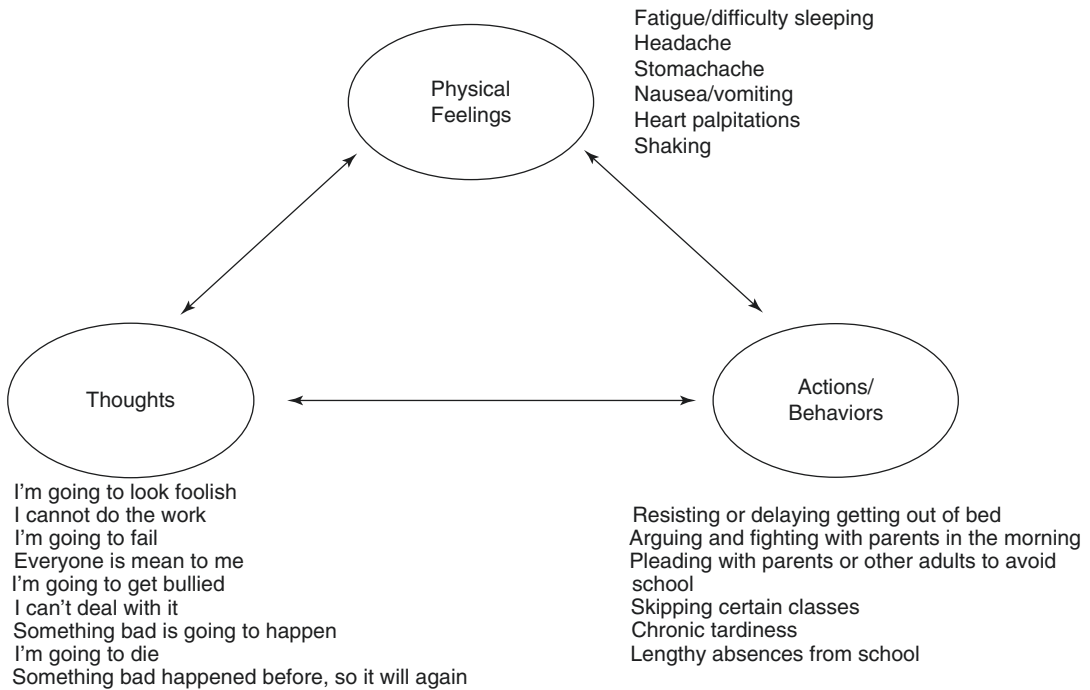 Physical
Feelings
Fatigue/difficulty sleeping
Headache
Stomachache
Nausea/vomiting
Heart palpitations
Shaking
Thoughts
I'm going to look foolish
I cannot do the work
I'm going to fail
Everyone is mean to me
I'm going to get bullied
I can't deal with it
Something bad is going to happen
I'm going to die
Something bad happened before, so it will again
Actions/
Behaviors
Resisting or delaying getting out of bed
Arguing and fighting with parents in the morning
Pleading with parents or other adults to avoid
school
Skipping certain classes
Chronic tardiness
Lengthy absences from school